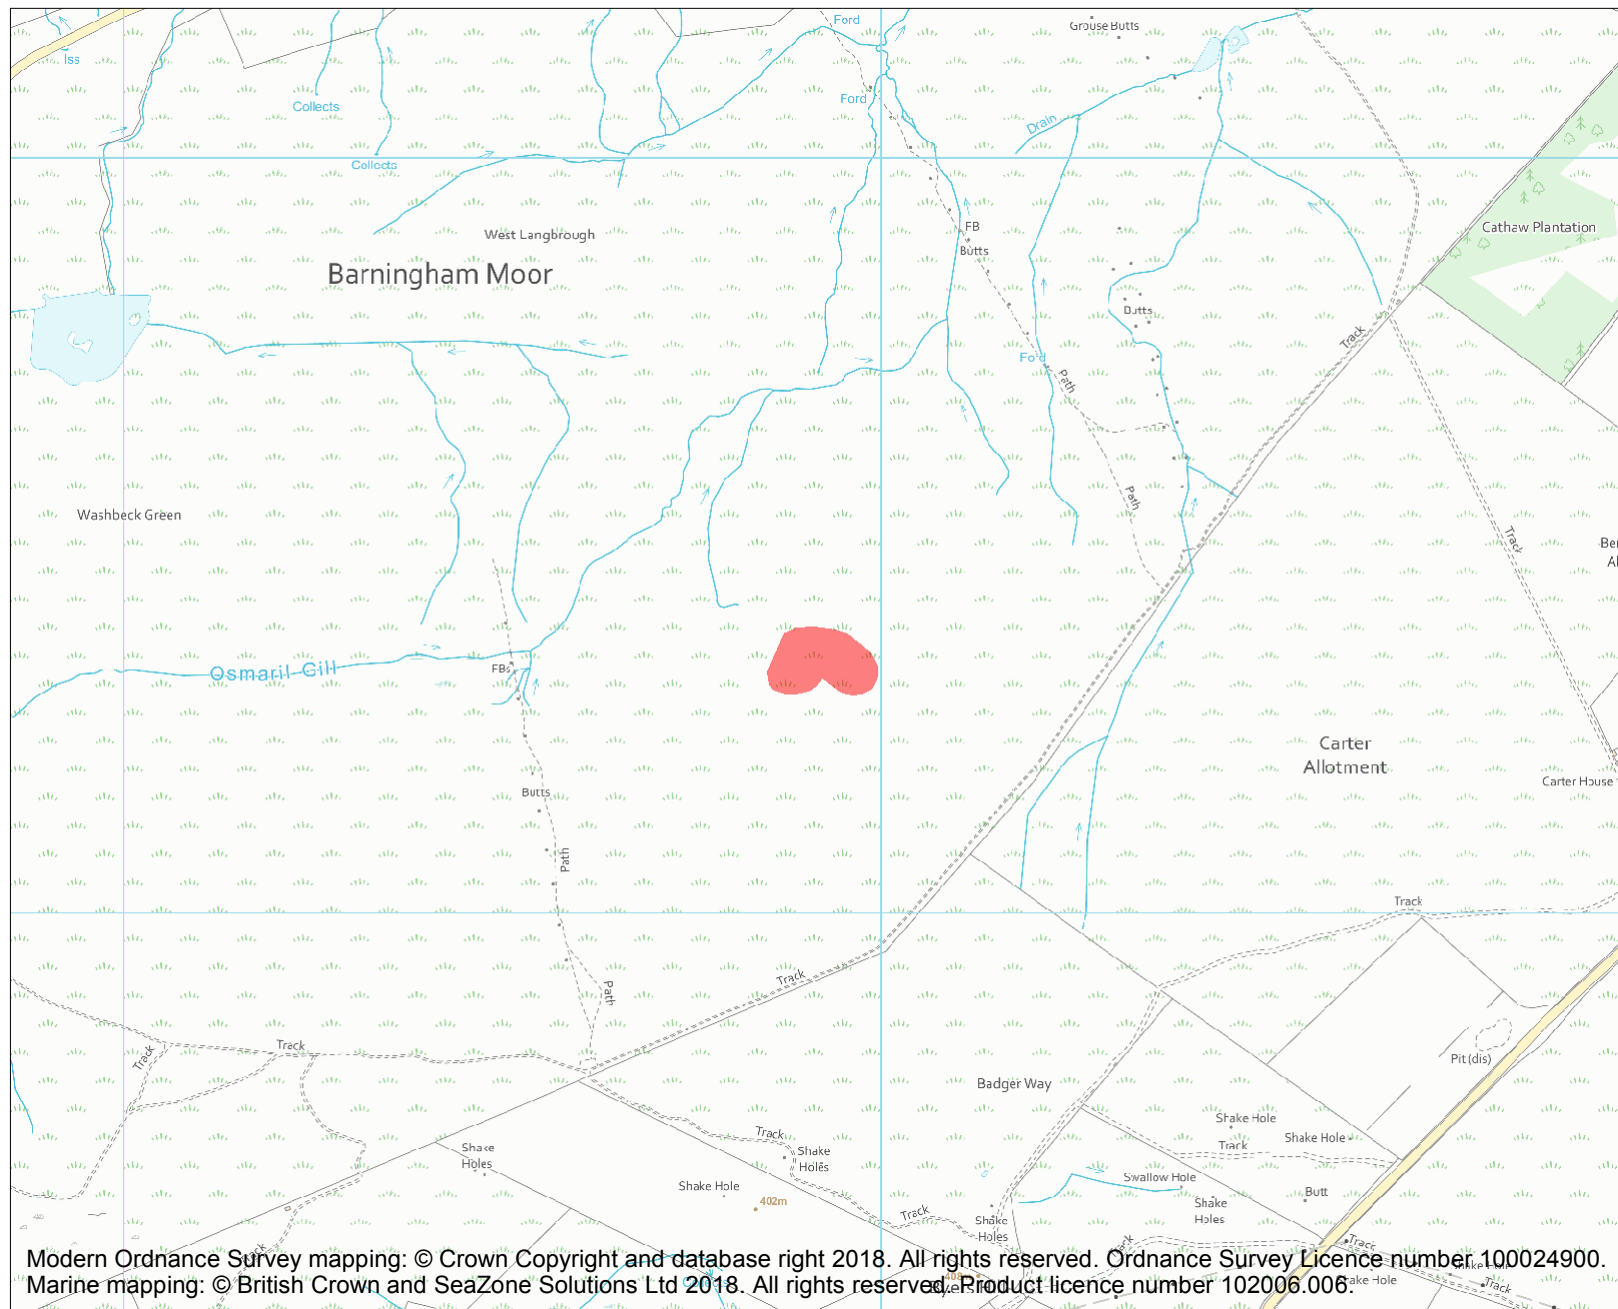 Ford
Grouse Butts
Iss
Collects
Ford
Drain
Collects
West Langbrough
FB
Butts
Cathaw Plantation
Barningham Moor
Butts
Track
Ford
Path
Path
Washbeck Green
Track
Osmaril Gill
FBs
Carter
Allotment
Carter House
Butts
Path
Track
Track
Path
Track
Track
Pit (dis)
Badger Way
Shake Hole
Track
Shake Hole
Track
Shake
Holes
Shake
Holes
Shake Hole
402m
Swallow Hole
Butt
Shake
Holes
Track
Shake
Holes
Track
Track
Modern Ordnance Survey mapping: © Crown Copyright and database right 2018. All rights reserved. Ordnance Survey Licence number 100024900.
Marine mapping: © British Crown and SeaZone Solutions Ltd 2018. All rights reserved. Product licence number 102006.006.
Track